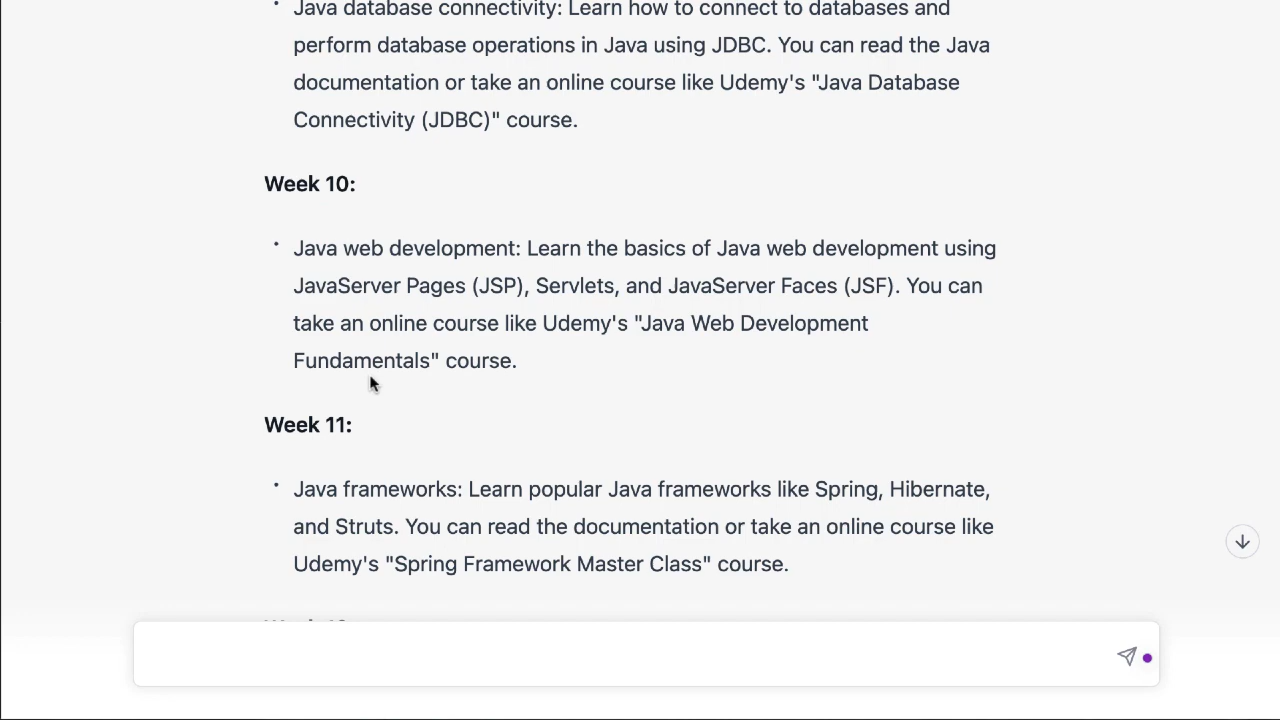 Java database connectivity: Learn how to connect to databases and
perform database operations in Java using JDBC. You can read the Java
documentation or take an online course like Udemy's "Java Database
Connectivity (JDBC)" course.
Week 10:
Java web development: Learn the basics of Java web development using
JavaServer Pages (JSP), Servlets, and JavaServer Faces (JSF). You can
take an online course like Udemy's "Java Web Development
Fundamentals" course.
Week 11:
Java frameworks: Learn popular Java frameworks like Spring, Hibernate,
and Struts. You can read the documentation or take an online course like
Udemy's "Spring Framework Master Class" course.